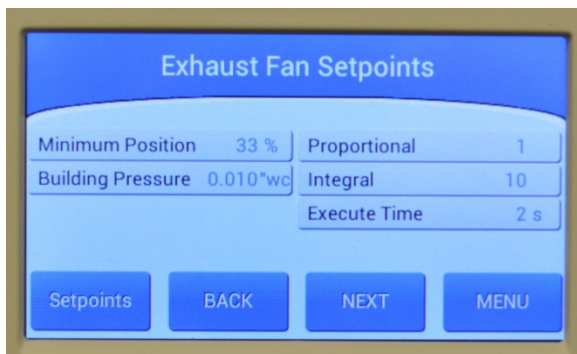 Exhaust Fan Setpoints
Minimum Position 33 % Proportional 1
Building Pressure 0.010"wc Integral 10
Execute Time 2 s
Setpoints BACK NEXT MENU